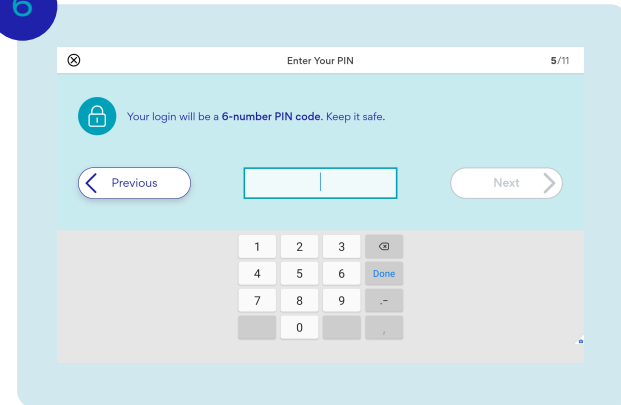 6
Enter Your PIN 5/11
Your login will be a 6-number PIN code. Keep it safe.
Previous Next
1 2 3
4 5 6 Done
7 8 9 .-
0 ,